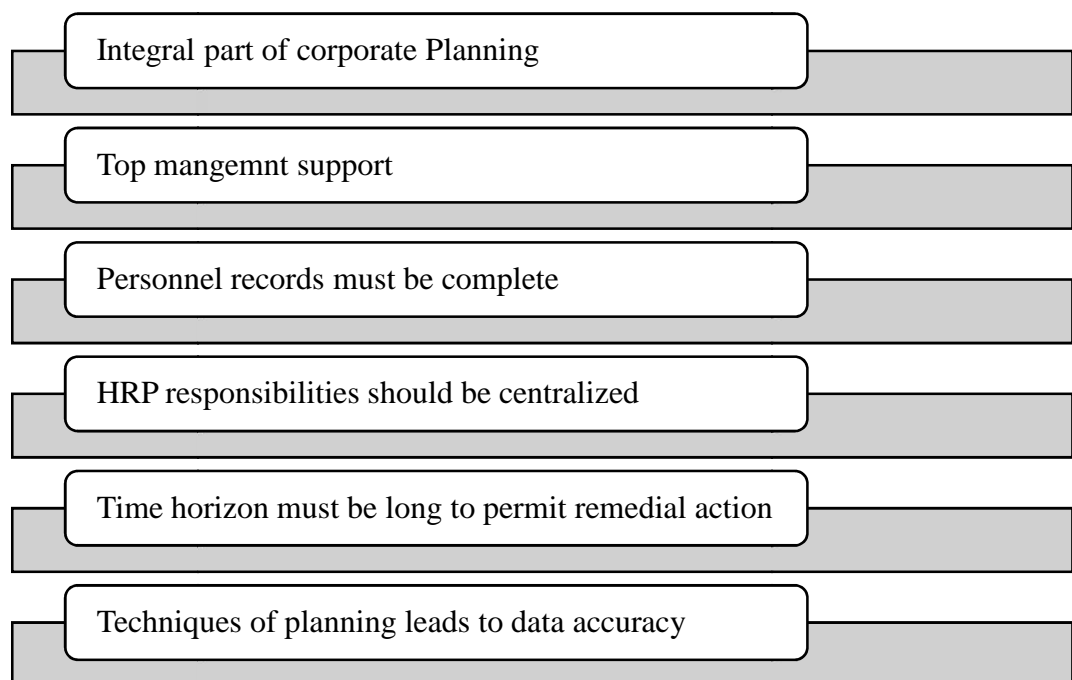 Integral part of corporate Planning
Top mangemnt support
Personnel records must be complete
HRP responsibilities should be centralized
Time horizon must be long to permit remedial action
Techniques of planning leads to data accuracy